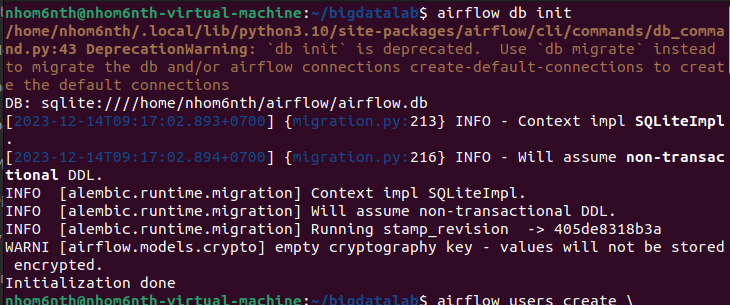 nhom6nth@nhom6nth-virtual-machine:~/bigdatalab$ airflow db init
/home/nhom6nth/.local/lib/python3.10/site-packages/airflow/cli/commands/db_comma
nd.py:43 DeprecationWarning: `db init` is deprecated.  Use `db migrate` instead
to migrate the db and/or airflow connections create-default-connections to creat
e the default connections
DB: sqlite:////home/nhom6nth/airflow/airflow.db
[2023-12-14T09:17:02.893+0700] {migration.py:213} INFO - Context impl SQLiteImpl
.
[2023-12-14T09:17:02.894+0700] {migration.py:216} INFO - Will assume non-transac
tional DDL.
INFO  [alembic.runtime.migration] Context impl SQLiteImpl.
INFO  [alembic.runtime.migration] Will assume non-transactional DDL.
INFO  [alembic.runtime.migration] Running stamp_revision  -> 405de8318b3a
WARNI [airflow.models.crypto] empty cryptography key - values will not be stored
 encrypted.
Initialization done
nhom6nth@nhom6nth-virtual-machine:~/bigdatalab$ airflow users create \